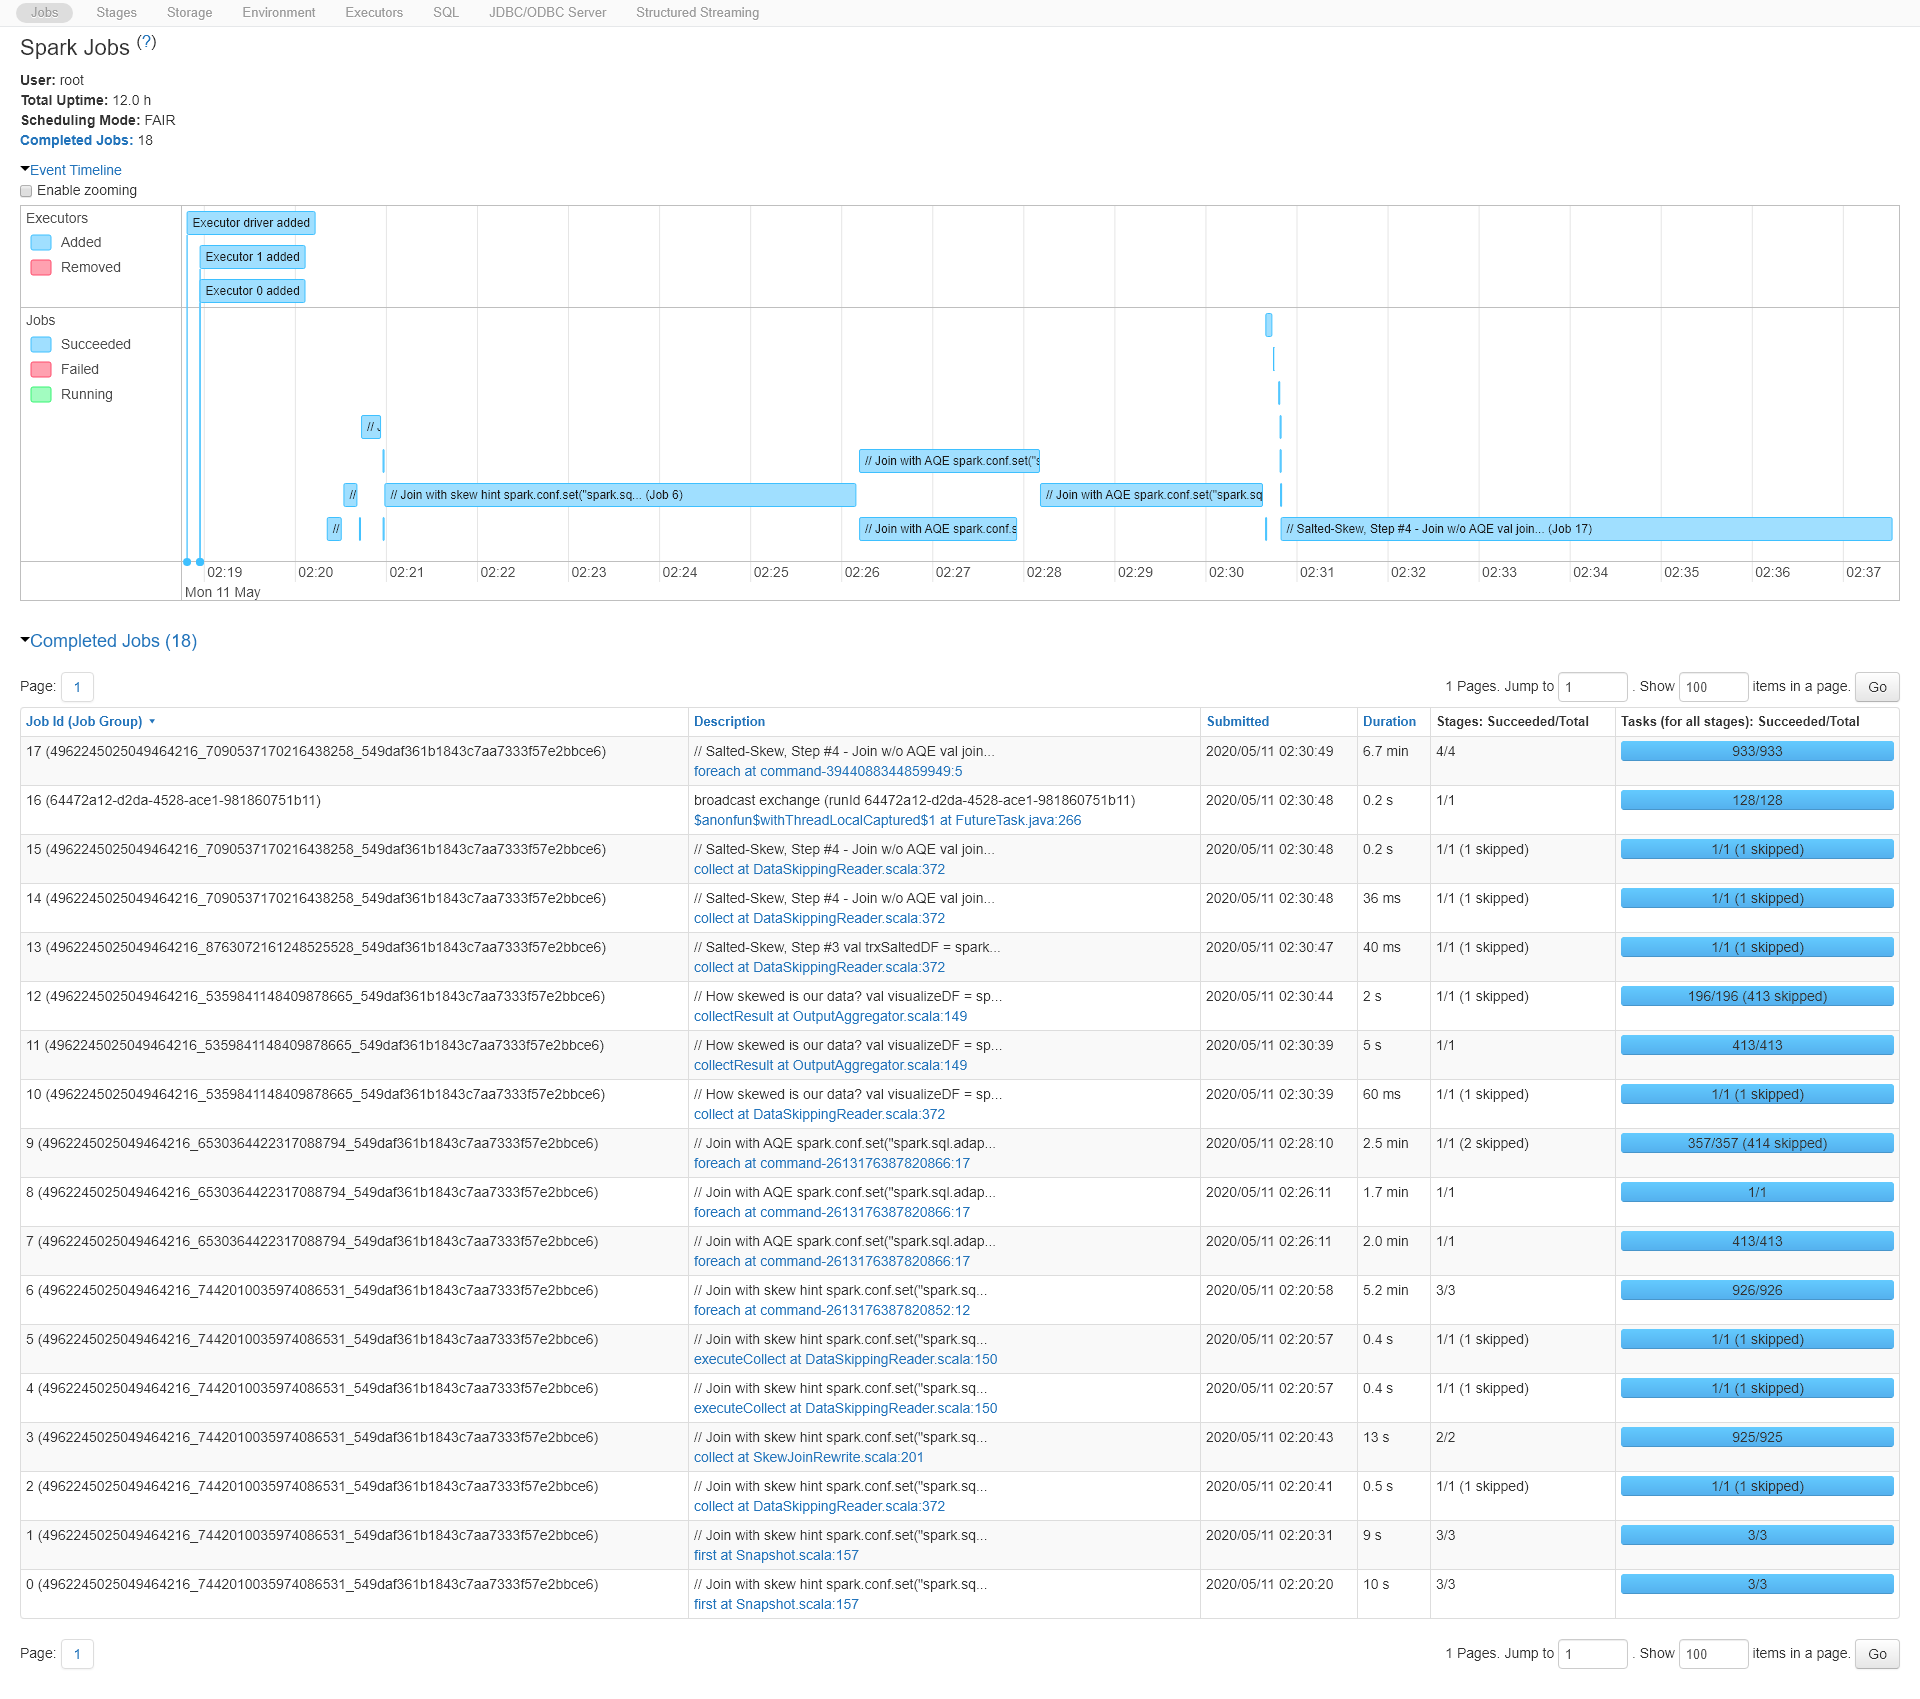 Jobs Stages Storage Environment Executors SQL JDBC/ODBC Server Structured Streaming
Spark Jobs (?)
User: root
Total Uptime: 12.0 h
Scheduling Mode: FAIR
Completed Jobs: 18
Event Timeline
Enable zooming
Executors
Added
Removed
Executor driver added
Executor 1 added
Executor 0 added
Jobs
Succeeded
Failed
Running
// J
// Join with AQE spark.conf.set("s
//
// Join with skew hint spark.conf.set("spark.sq... (Job 6)
// Join with AQE spark.conf.set("spark.sq
//
// Join with AQE spark.conf.s
// Salted-Skew, Step #4 - Join w/o AQE val join... (Job 17)
02:19 02:20 02:21 02:22 02:23 02:24 02:25 02:26 02:27 02:28 02:29 02:30 02:31 02:32 02:33 02:34 02:35 02:36 02:37
Mon 11 May
Completed Jobs (18)
Page: 1 1 Pages. Jump to 1 . Show 100 items in a page. Go
Job Id (Job Group) Description Submitted Duration Stages: Succeeded/Total Tasks (for all stages): Succeeded/Total
17 (4962245025049464216_7090537170216438258_549daf361b1843c7aa7333f57e2bbce6) // Salted-Skew, Step #4 - Join w/o AQE val join... 2020/05/11 02:30:49 6.7 min 4/4 933/933
foreach at command-3944088344859949:5
16 (64472a12-d2da-4528-ace1-981860751b11) broadcast exchange (runId 64472a12-d2da-4528-ace1-981860751b11) 2020/05/11 02:30:48 0.2 s 1/1 128/128
$anonfun$withThreadLocalCaptured$1 at FutureTask.java:266
15 (4962245025049464216_7090537170216438258_549daf361b1843c7aa7333f57e2bbce6) // Salted-Skew, Step #4 - Join w/o AQE val join... 2020/05/11 02:30:48 0.2 s 1/1 (1 skipped) 1/1 (1 skipped)
collect at DataSkippingReader.scala:372
14 (4962245025049464216_7090537170216438258_549daf361b1843c7aa7333f57e2bbce6) // Salted-Skew, Step #4 - Join w/o AQE val join... 2020/05/11 02:30:48 36 ms 1/1 (1 skipped) 1/1 (1 skipped)
collect at DataSkippingReader.scala:372
13 (4962245025049464216_8763072161248525528_549daf361b1843c7aa7333f57e2bbce6) // Salted-Skew, Step #3 val trxSaltedDF = spark... 2020/05/11 02:30:47 40 ms 1/1 (1 skipped) 1/1 (1 skipped)
collect at DataSkippingReader.scala:372
12 (4962245025049464216_5359841148409878665_549daf361b1843c7aa7333f57e2bbce6) // How skewed is our data? val visualizeDF = sp... 2020/05/11 02:30:44 2 s 1/1 (1 skipped) 196/196 (413 skipped)
collectResult at OutputAggregator.scala:149
11 (4962245025049464216_5359841148409878665_549daf361b1843c7aa7333f57e2bbce6) // How skewed is our data? val visualizeDF = sp... 2020/05/11 02:30:39 5 s 1/1 413/413
collectResult at OutputAggregator.scala:149
10 (4962245025049464216_5359841148409878665_549daf361b1843c7aa7333f57e2bbce6) // How skewed is our data? val visualizeDF = sp... 2020/05/11 02:30:39 60 ms 1/1 (1 skipped) 1/1 (1 skipped)
collect at DataSkippingReader.scala:372
9 (4962245025049464216_6530364422317088794_549daf361b1843c7aa7333f57e2bbce6) // Join with AQE spark.conf.set("spark.sql.adap... 2020/05/11 02:28:10 2.5 min 1/1 (2 skipped) 357/357 (414 skipped)
foreach at command-2613176387820866:17
8 (4962245025049464216_6530364422317088794_549daf361b1843c7aa7333f57e2bbce6) // Join with AQE spark.conf.set("spark.sql.adap... 2020/05/11 02:26:11 1.7 min 1/1 1/1
foreach at command-2613176387820866:17
7 (4962245025049464216_6530364422317088794_549daf361b1843c7aa7333f57e2bbce6) // Join with AQE spark.conf.set("spark.sql.adap... 2020/05/11 02:26:11 2.0 min 1/1 413/413
foreach at command-2613176387820866:17
6 (4962245025049464216_7442010035974086531_549daf361b1843c7aa7333f57e2bbce6) // Join with skew hint spark.conf.set("spark.sq... 2020/05/11 02:20:58 5.2 min 3/3 926/926
foreach at command-2613176387820852:12
5 (4962245025049464216_7442010035974086531_549daf361b1843c7aa7333f57e2bbce6) // Join with skew hint spark.conf.set("spark.sq... 2020/05/11 02:20:57 0.4 s 1/1 (1 skipped) 1/1 (1 skipped)
executeCollect at DataSkippingReader.scala:150
4 (4962245025049464216_7442010035974086531_549daf361b1843c7aa7333f57e2bbce6) // Join with skew hint spark.conf.set("spark.sq... 2020/05/11 02:20:57 0.4 s 1/1 (1 skipped) 1/1 (1 skipped)
executeCollect at DataSkippingReader.scala:150
3 (4962245025049464216_7442010035974086531_549daf361b1843c7aa7333f57e2bbce6) // Join with skew hint spark.conf.set("spark.sq... 2020/05/11 02:20:43 13 s 2/2 925/925
collect at SkewJoinRewrite.scala:201
2 (4962245025049464216_7442010035974086531_549daf361b1843c7aa7333f57e2bbce6) // Join with skew hint spark.conf.set("spark.sq... 2020/05/11 02:20:41 0.5 s 1/1 (1 skipped) 1/1 (1 skipped)
collect at DataSkippingReader.scala:372
1 (4962245025049464216_7442010035974086531_549daf361b1843c7aa7333f57e2bbce6) // Join with skew hint spark.conf.set("spark.sq... 2020/05/11 02:20:31 9 s 3/3 3/3
first at Snapshot.scala:157
0 (4962245025049464216_7442010035974086531_549daf361b1843c7aa7333f57e2bbce6) // Join with skew hint spark.conf.set("spark.sq... 2020/05/11 02:20:20 10 s 3/3 3/3
first at Snapshot.scala:157
Page: 1 1 Pages. Jump to 1 . Show 100 items in a page. Go